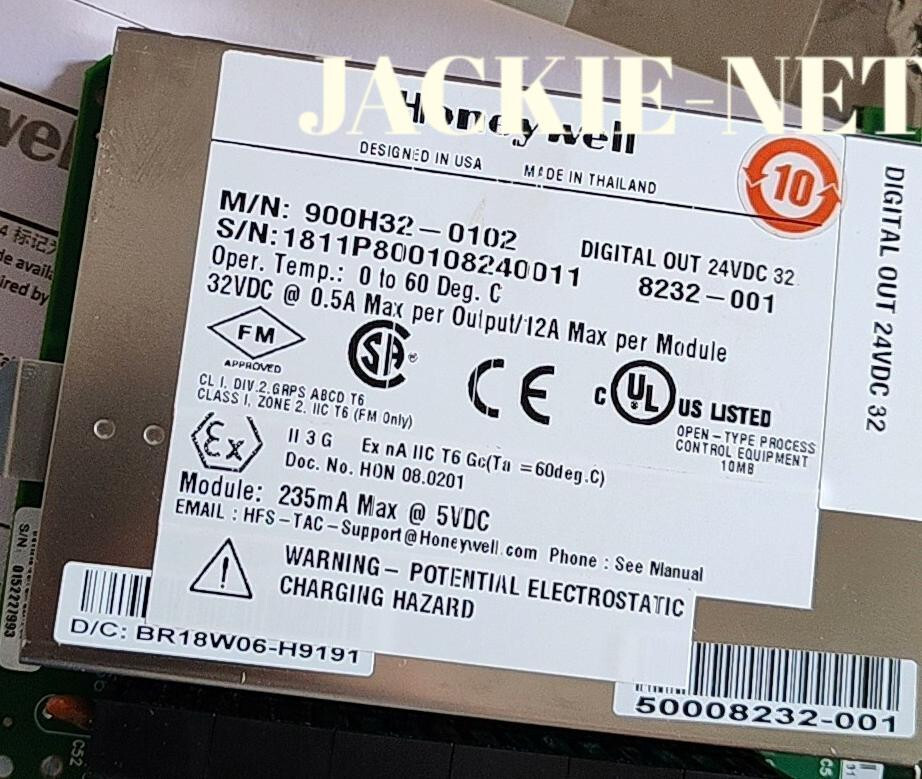 JACKIE-NET
Honeywell
DESIGNED IN USA MADE IN THAILAND
10
M/N: 900H32-0102
S/N:1811P800108240011
DIGITAL OUT 24VDC 32
8232-001
Oper. Temp.: 0 to 60 Deg. C
32VDC @ 0.5A Max per Output/12A Max per Module
FM
APPROVED
SA
®
CE
C UL US LISTED
OPEN-TYPE PROCESS
CONTROL EQUIPMENT
10MB
CL I, DIV.2,GRPS ABCD T6
CLASS I, ZONE 2, IIC T6 (FM Only)
Ex
II 3 G Ex nA IIC T6 Gc(Ta =60deg.C)
Doc. No. HON 08.0201
Module: 235mA Max @ 5VDC
EMAIL : HFS-TAC-Support@Honeywell.com Phone : See Manual
WARNING- POTENTIAL ELECTROSTATIC
CHARGING HAZARD
D/C: BR18W06-H9191
50008232-001
DIGITAL OUT 24VDC 32
S/N: 0152227993
C52